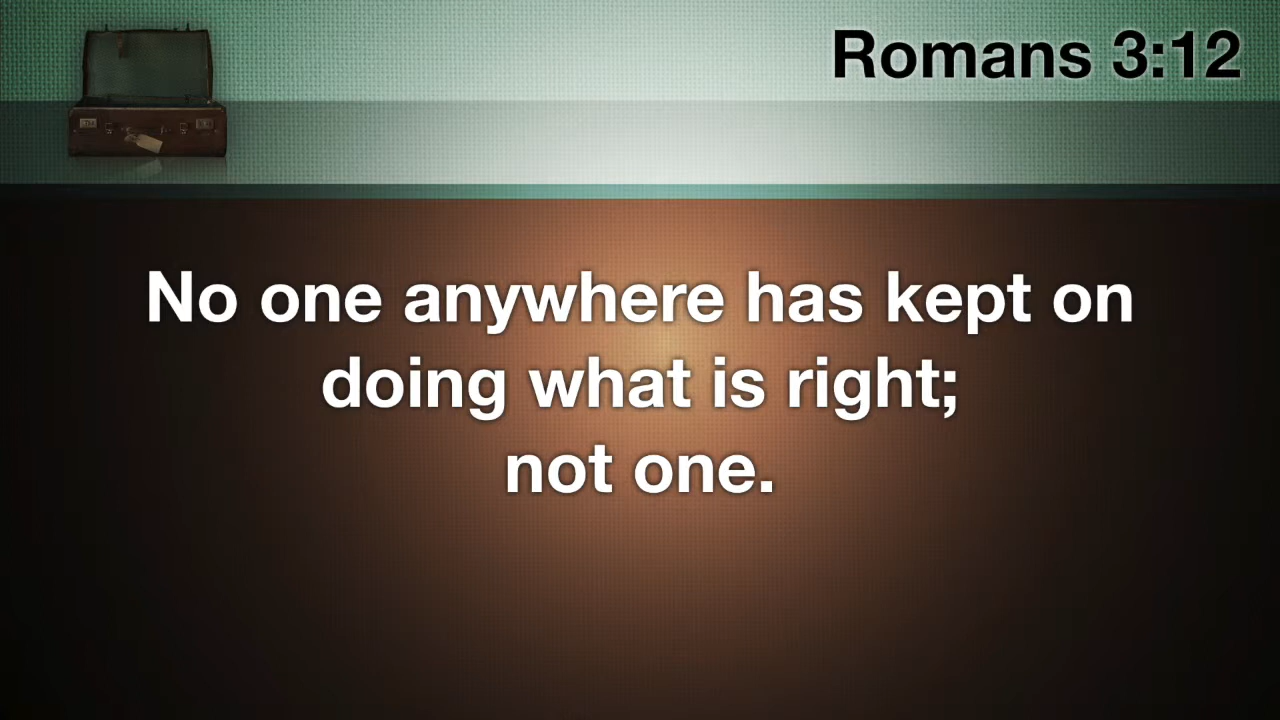 Romans 3:12
No one anywhere has kept on
doing what is right;
not one.